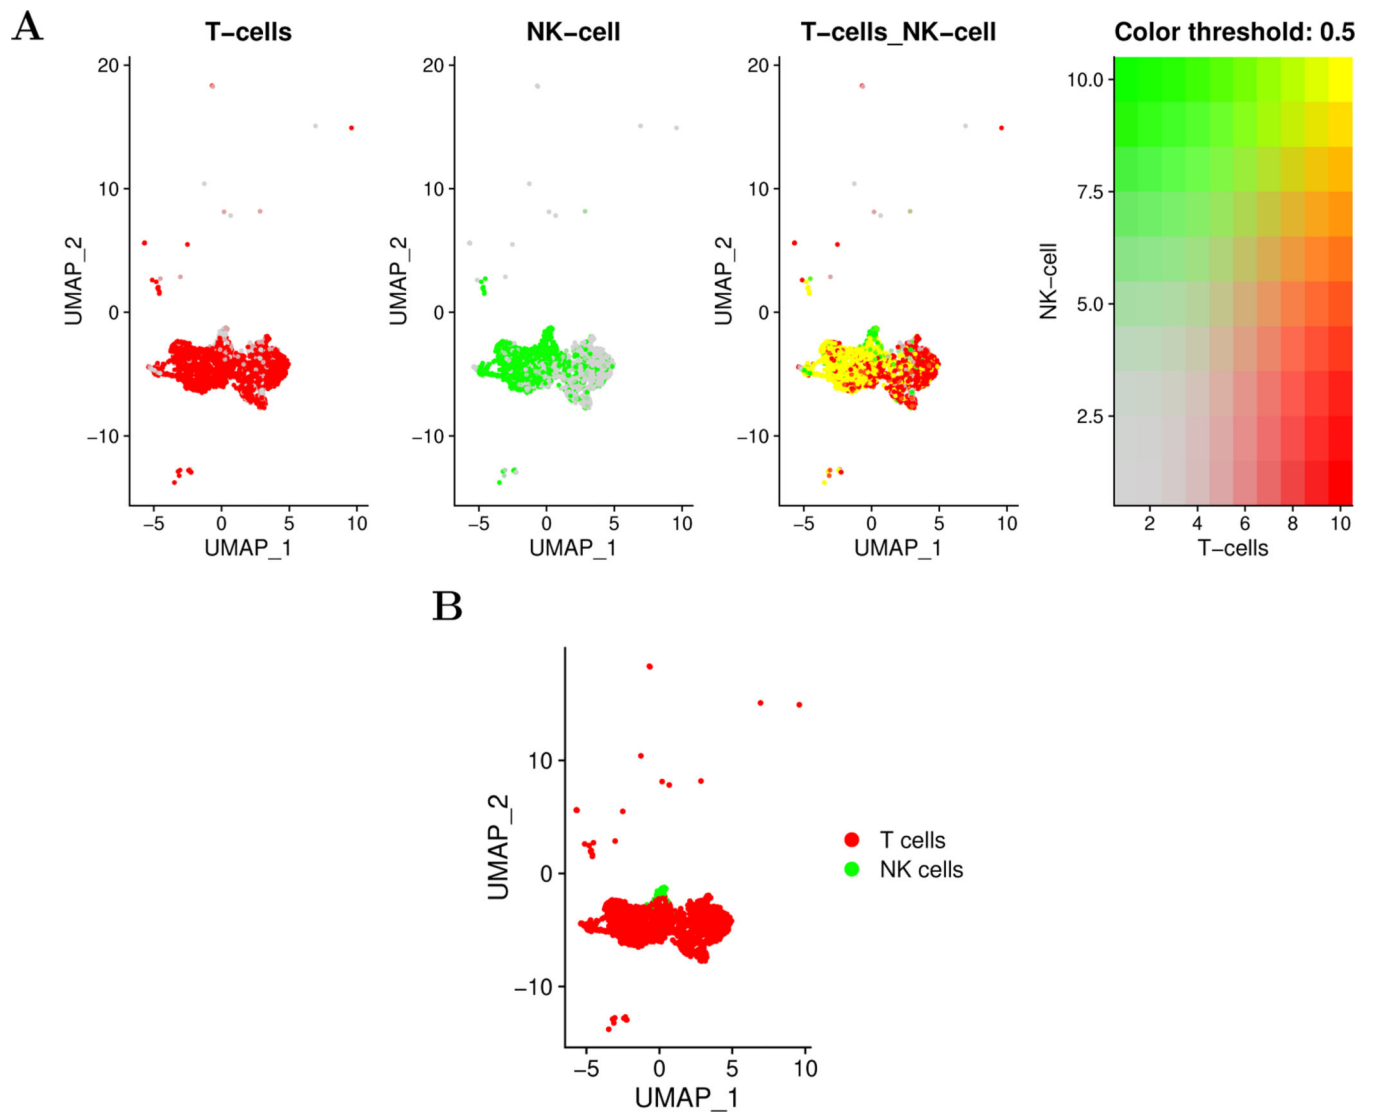 A
T-cells
NK-cell
T-cells_NK-cell
Color threshold: 0.5
20
10
0
−10
UMAP_2
−5 0 5 10
UMAP_1
20
10
0
−10
UMAP_2
−5 0 5 10
UMAP_1
20
10
0
−10
UMAP_2
−5 0 5 10
UMAP_1
10.0
7.5
5.0
2.5
NK-cell
2 4 6 8 10
T-cells
B
10
0
−10
UMAP_2
−5 0 5 10
UMAP_1
T cells
NK cells